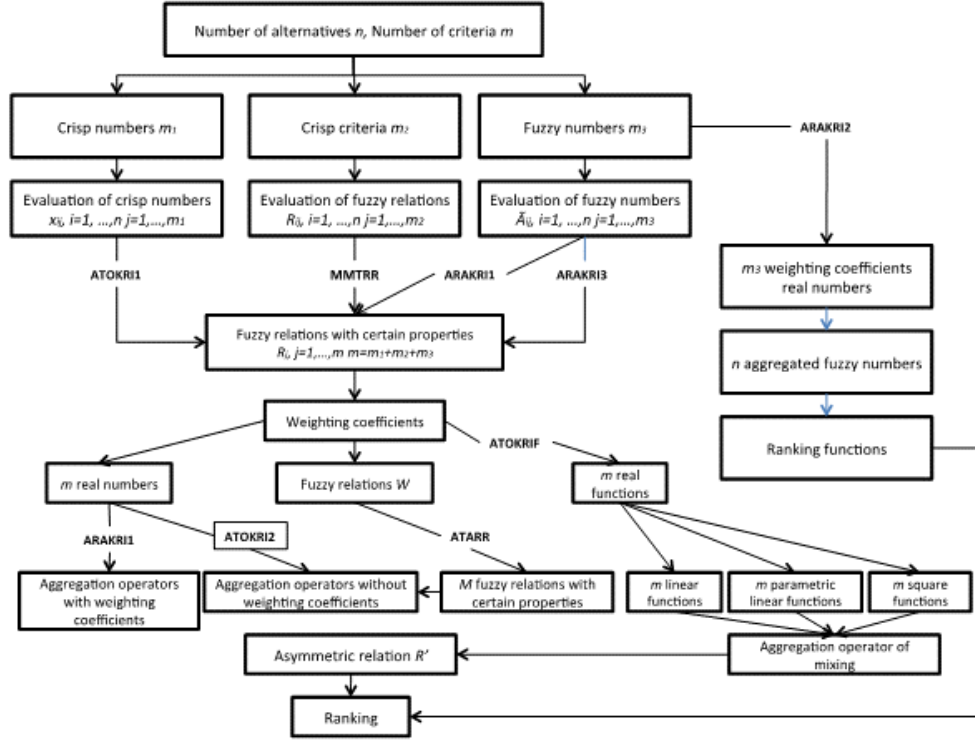 Number of alternatives n, Number of criteria m
Crisp numbers m1
Crisp criteria m2
Fuzzy numbers m3
ARAKRI2
Evaluation of crisp numbers
xij, i=1, ...,n j=1,...,m1
Evaluation of fuzzy relations
Rij, i=1, ...,n j=1,...,m2
Evaluation of fuzzy numbers
Ãij, i=1, ...,n j=1,...,m3
ATOKRI1
MMTRR
ARAKRI1
ARAKRI3
m3 weighting coefficients
real numbers
Fuzzy relations with certain properties
Ri, j=1,...,m m=m1+m2+m3
n aggregated fuzzy numbers
Weighting coefficients
ATOKRIF
Ranking functions
m real numbers
Fuzzy relations W
m real
functions
ARAKRI1
ATOKRI2
ATARR
Aggregation operators
with weighting
coefficients
Aggregation operators without
weighting coefficients
M fuzzy relations with
certain properties
m linear
functions
m parametric
linear functions
m square
functions
Asymmetric relation R'
Aggregation operator of
mixing
Ranking